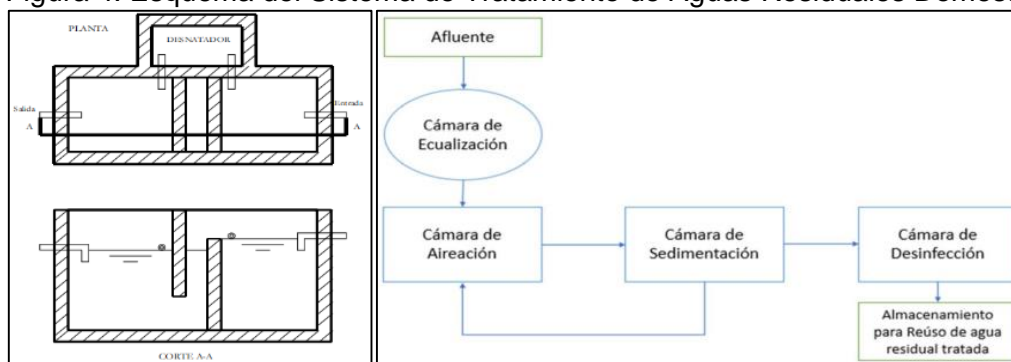 PLANTA
DESNATADOR
Salida
Entrada
A
A
CORTE A-A
Afluente
Cámara de
Ecualización
Cámara de
Aireación
Cámara de
Sedimentación
Cámara de
Desinfección
Almacenamiento
para Reúso de agua
residual tratada